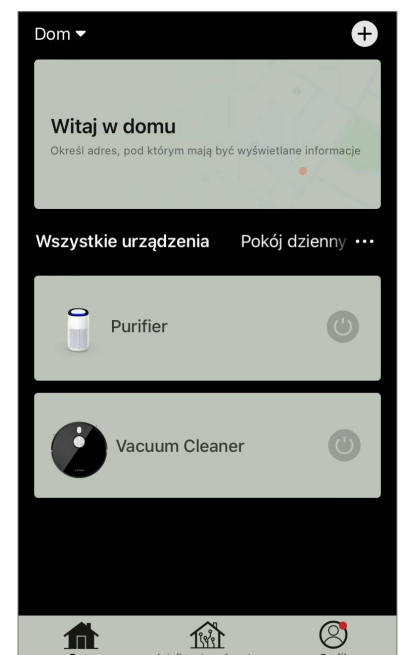 Dom
Witaj w domu
Określ adres, pod którym mają być wyświetlane informacje
Wszystkie urządzenia Pokój dzienny ...
Purifier
Vacuum Cleaner